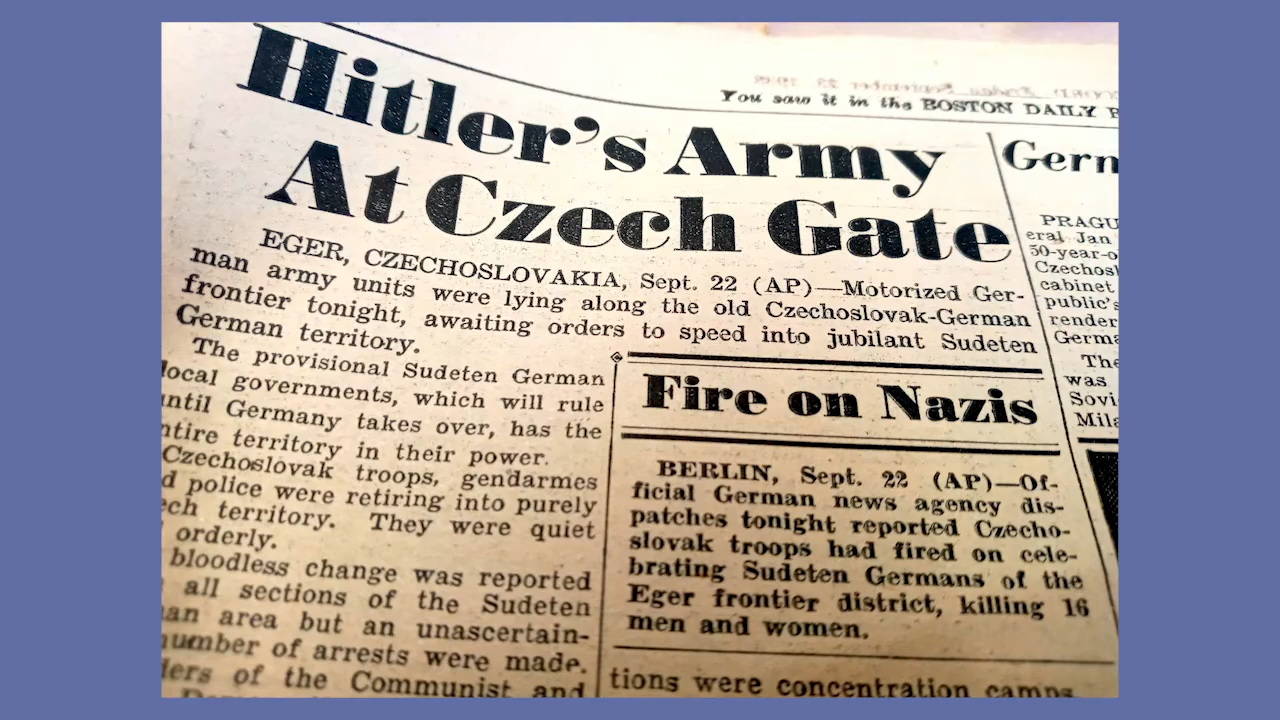 You saw it in the BOSTON DAILY
Hitler's Army
At Czech Gate
EGER, CZECHOSLOVAKIA, Sept. 22 (AP)—Motorized Ger-
man army units were lying along the old Czechoslovak-German
frontier tonight, awaiting orders to speed into jubilant Sudeten
German territory.
The provisional Sudeten German
local governments, which will rule
until Germany takes over, has the
ntire territory in their power.
Czechoslovak troops, gendarmes
d police were retiring into purely
ech territory. They were quiet
orderly.
bloodless change was reported
all sections of the Sudeten
an area but an unascertain-
number of arrests were made.
ders of the Communist and
Fire on Nazis
BERLIN, Sept. 22 (AP)—Of-
ficial German news agency dis-
patches tonight reported Czecho-
slovak troops had fired on cele-
brating Sudeten Germans of the
Eger frontier district, killing 16
men and women.
tions were concentration camps
Germ
PRAGU
eral Jan
50-year-o
Czechosl
cabinet
public's
render
Germa
The
was
Sovi
Mila